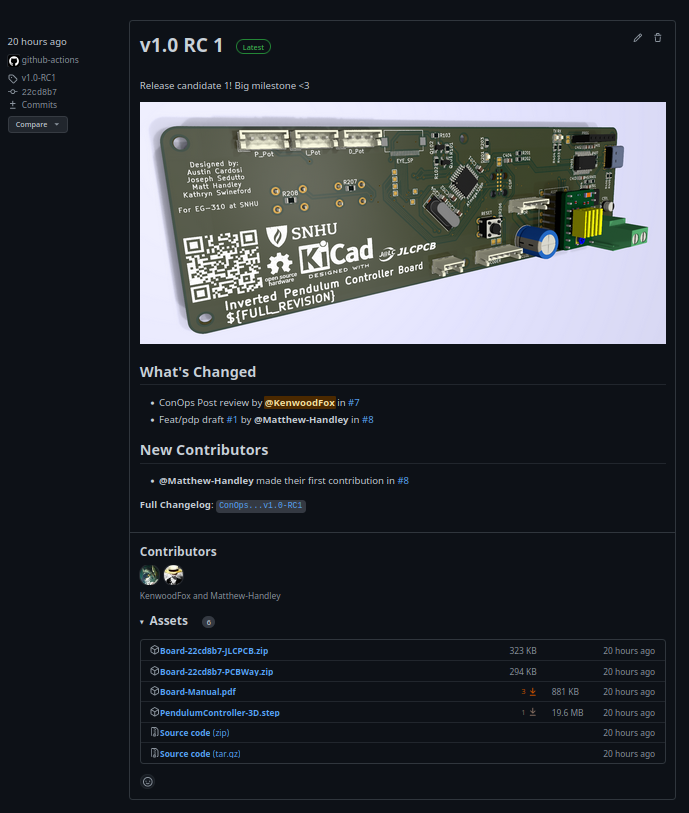 20 hours ago
github-actions
v1.0-RC1
22cd8b7
Commits
Compare
v1.0 RC 1
Latest
Release candidate 1! Big milestone <3
P_Pot
I_Pot
D_Pot
EYE_SP
Designed by:
Austin Cardosi
Joseph Sedutto
Matt Handley
Kathryn Swineford
For EG-310 at SNHU
R208
R207
R103
RESET
SNHU
open source
hardware
KiCad
DESIGNED WITH
JLCPCB
Inverted Pendulum Controller Board
${FULL_REVISION}
What's Changed
• ConOps Post review by @KenwoodFox in #7
• Feat/pdp draft #1 by @Matthew-Handley in #8
New Contributors
• @Matthew-Handley made their first contribution in #8
Full Changelog: ConOps...v1.0-RC1
Contributors
KenwoodFox and Matthew-Handley
Assets 6
Board-22cd8b7-JLCPCB.zip 323 KB 20 hours ago
Board-22cd8b7-PCBWay.zip 294 KB 20 hours ago
Board-Manual.pdf 3 881 KB 20 hours ago
PendulumController-3D.step 1 19.6 MB 20 hours ago
Source code (zip) 20 hours ago
Source code (tar.gz) 20 hours ago